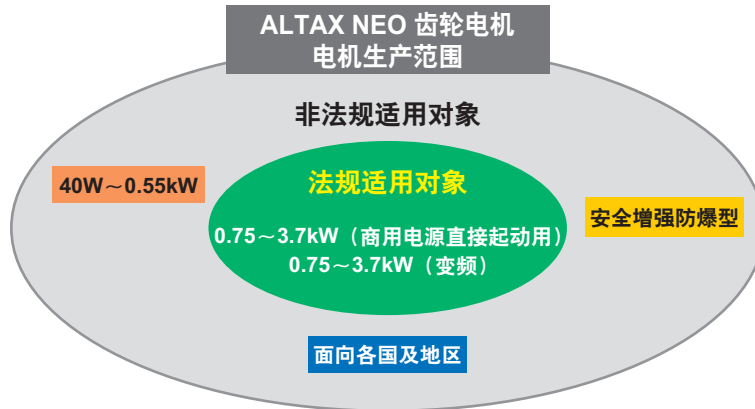 ALTAX NEO 齿轮电机
电机生产范围
非法规适用对象
40W～0.55kW
法规适用对象
安全增强防爆型
0.75～3.7kW（商用电源直接起动用）
0.75～3.7kW（变频）
面向各国及地区